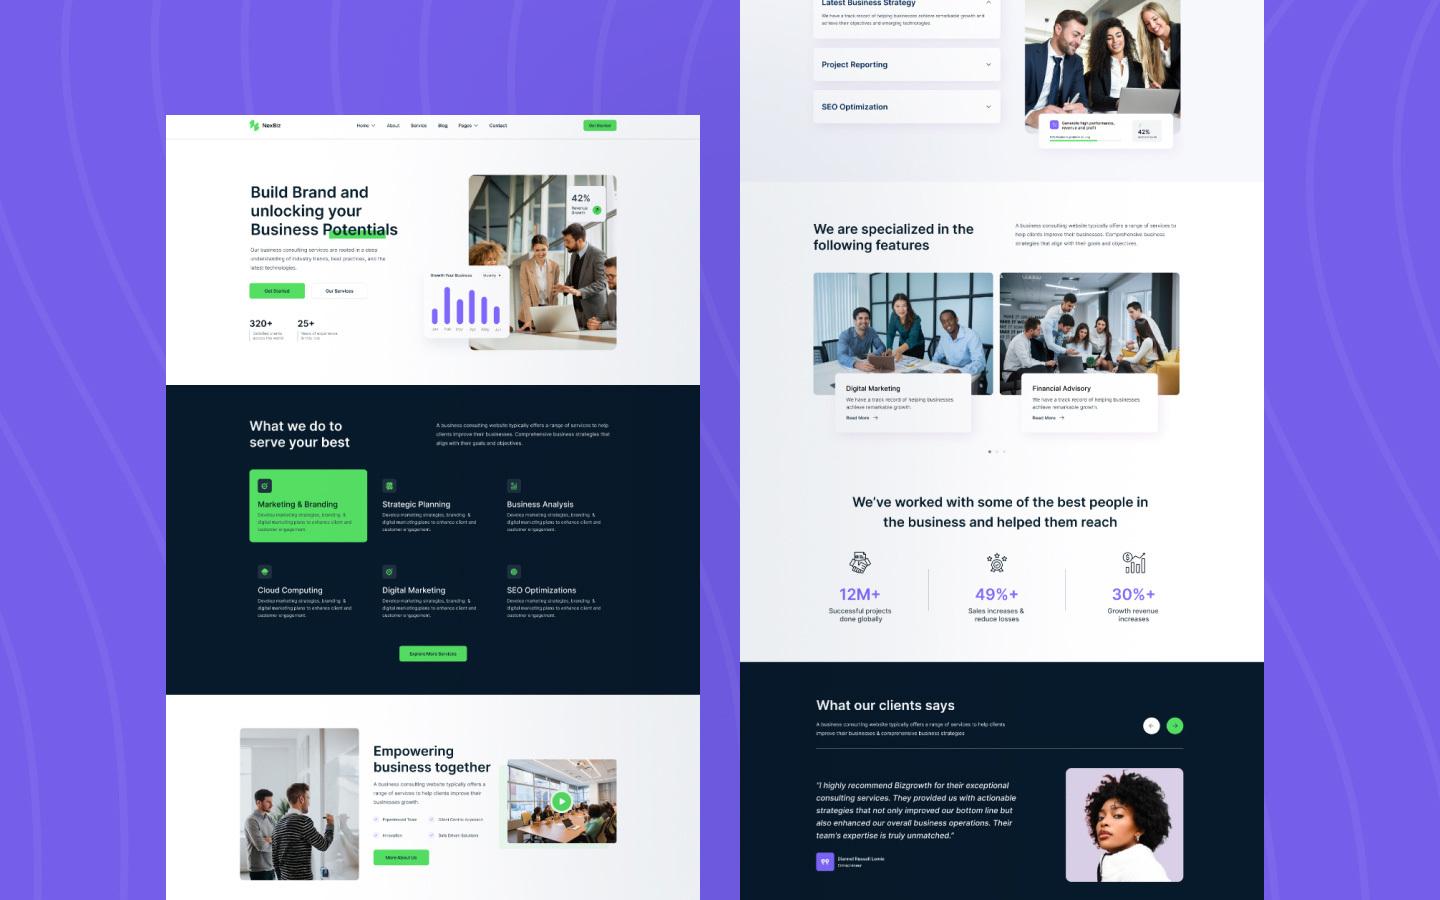 NexBiz
Home
About
Service
Blog
Pages
Contact
Get Started
Build Brand and
unlocking your
Business Potentials
Our business consulting services are rooted in a deep
understanding of industry trends, best practices, and the
latest technologies.
Get Started
Our Services
320+
Satisfied clients
across the world
25+
Years of experience
42%
Revenue
Growth
Growth Your Business
Monthly
Jan Feb Mar Apr May Jun
What we do to
serve your best
A business consulting website typically offers a range of services to help
clients improve their businesses. Comprehensive business strategies that
align with their goals and objectives.
Marketing & Branding
Develop marketing strategies, branding &
digital marketing plans to enhance client and
customer engagement.
Strategic Planning
Develop marketing strategies, branding &
digital marketing plans to enhance client and
customer engagement.
Business Analysis
Develop marketing strategies, branding &
digital marketing plans to enhance client and
customer engagement.
Cloud Computing
Develop marketing strategies, branding &
digital marketing plans to enhance client and
customer engagement.
Digital Marketing
Develop marketing strategies, branding &
digital marketing plans to enhance client and
customer engagement.
SEO Optimizations
Develop marketing strategies, branding &
digital marketing plans to enhance client and
customer engagement.
Explore More Services
Empowering
business together
A business consulting website typically offers a
range of services to help clients improve their
businesses growth.
Experienced Team
Client Centric Approach
Innovation
Data Driven Solutions
More About Us
Latest Business Strategy
We have a track record of helping businesses achieve remarkable growth and
achieve their objectives and emerging technologies.
Project Reporting
SEO Optimization
Generate high performance,
revenue and profit
42%
We are specialized in the
following features
A business consulting website typically offers a range of services to
help clients improve their businesses. Comprehensive business
strategies that align with their goals and objectives.
Digital Marketing
We have a track record of helping businesses
achieve remarkable growth.
Read More
Financial Advisory
We have a track record of helping businesses
achieve remarkable growth.
Read More
We've worked with some of the best people in
the business and helped them reach
12M+
Successful projects
done globally
49%+
Sales increases &
reduce losses
30%+
Growth revenue
increases
What our clients says
A business consulting website typically offers a range of services to help clients
improve their businesses & comprehensive business strategies
"I highly recommend Bizgrowth for their exceptional
consulting services. They provided us with actionable
strategies that not only improved our bottom line but
also enhanced our overall business operations. Their
team's expertise is truly unmatched."
Russell Lewis